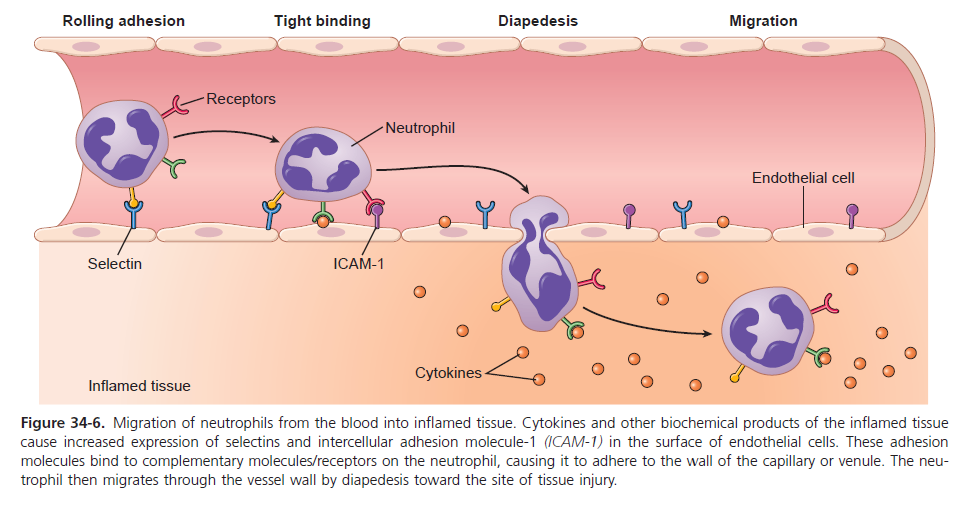 Rolling adhesion Tight binding Diapedesis Migration
Receptors
Neutrophil
Endothelial cell
Selectin ICAM-1
Cytokines
Inflamed tissue
Figure 34-6. Migration of neutrophils from the blood into inflamed tissue. Cytokines and other biochemical products of the inflamed tissue
cause increased expression of selectins and intercellular adhesion molecule-1 (ICAM-1) in the surface of endothelial cells. These adhesion
molecules bind to complementary molecules/receptors on the neutrophil, causing it to adhere to the wall of the capillary or venule. The neu-
trophil then migrates through the vessel wall by diapedesis toward the site of tissue injury.